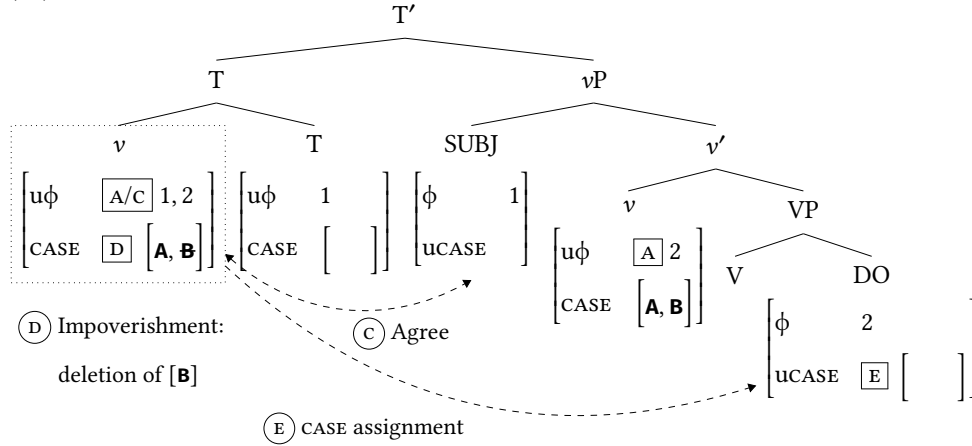 T′
T vP
v T SUBJ v′
uϕ A/C 1, 2 uϕ 1 ϕ 1 v VP
CASE D [A, B] CASE [ ] uCASE uϕ A 2 V DO
D Impoverishment: C Agree CASE [A, B] ϕ 2
deletion of [B] uCASE E [ ]
E CASE assignment